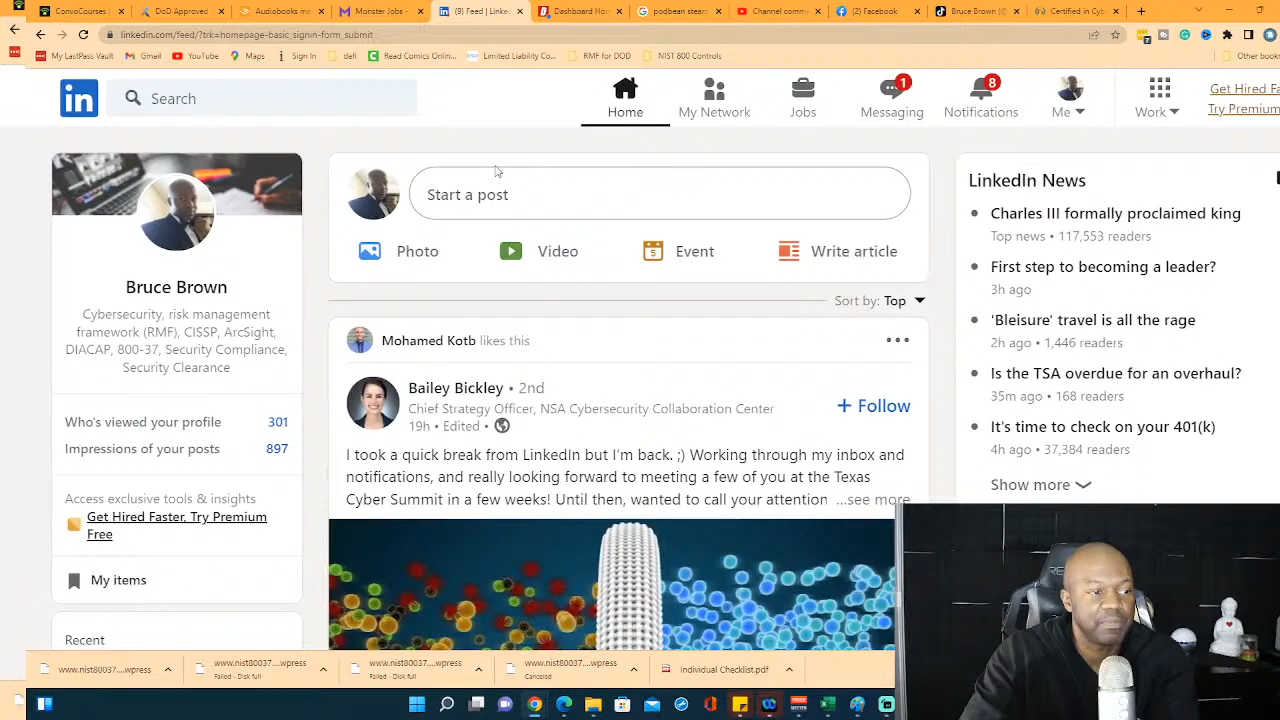 ConvoCourses |
DoD Approved
Audiobooks ma
Monster Jobs -
(9) Feed | Linke
Dashboard Hom
podbean steam
Channel comme
(2) Facebook
Bruce Brown (@
Certified in Cyb
linkedin.com/feed/?trk=homepage-basic_signin-form_submit
My LastPass Vault
Gmail
YouTube
Maps
Sign In
defi
Read Comics Onlin...
Limited Liability Co...
RMF for DOD
NIST 800 Controls
Other book
in
Search
Home
My Network
1
Messaging
8
Notifications
Jobs
Me
Work
Get Hired Fa
Try Premium
Bruce Brown
Cybersecurity, risk management
framework (RMF), CISSP, ArcSight,
DIACAP, 800-37, Security Compliance,
Security Clearance
Who's viewed your profile 301
Impressions of your posts 897
Access exclusive tools & insights
Get Hired Faster, Try Premium
Free
My items
Recent
Start a post
Photo
Video
5
Event
Write article
Sort by: Top
Mohamed Kotb likes this
Bailey Bickley • 2nd
Chief Strategy Officer, NSA Cybersecurity Collaboration Center
19h • Edited •
+ Follow
I took a quick break from LinkedIn but I'm back. ;) Working through my inbox and
notifications, and really looking forward to meeting a few of you at the Texas
Cyber Summit in a few weeks! Until then, wanted to call your attention ...see more
LinkedIn News
Charles III formally proclaimed king
Top news • 117,553 readers
First step to becoming a leader?
3h ago
'Bleisure' travel is all the rage
2h ago • 1,446 readers
Is the TSA overdue for an overhaul?
35m ago • 168 readers
It's time to check on your 401(k)
4h ago • 37,384 readers
Show more
www.nist80037....wpress
www.nist80037....wpress
Failed - Disk full
www.nist80037....wpress
Failed - Disk full
www.nist80037....wpress
Canceled
Individual Checklist.pdf